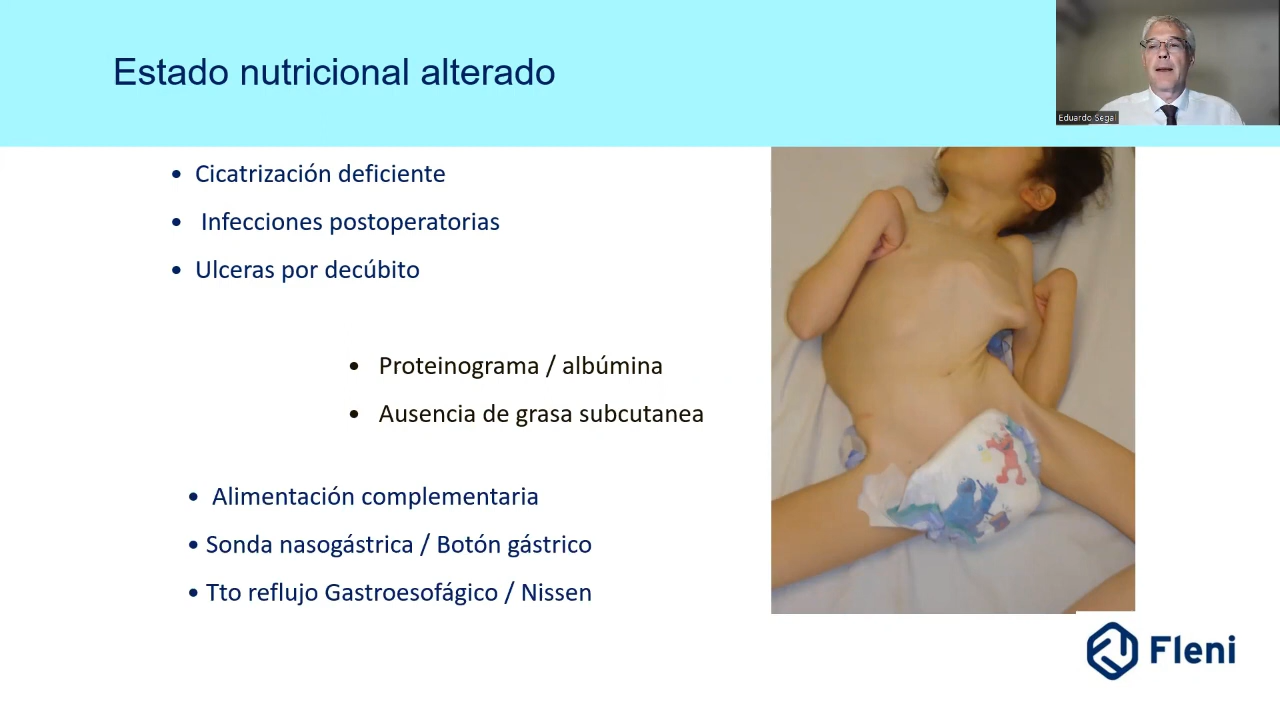 Estado nutricional alterado
Eduardo Segal
• Cicatrización deficiente
• Infecciones postoperatorias
• Ulceras por decúbito
• Proteinograma / albúmina
• Ausencia de grasa subcutanea
• Alimentación complementaria
• Sonda nasogástrica / Botón gástrico
• Tto reflujo Gastroesofágico / Nissen
Fleni